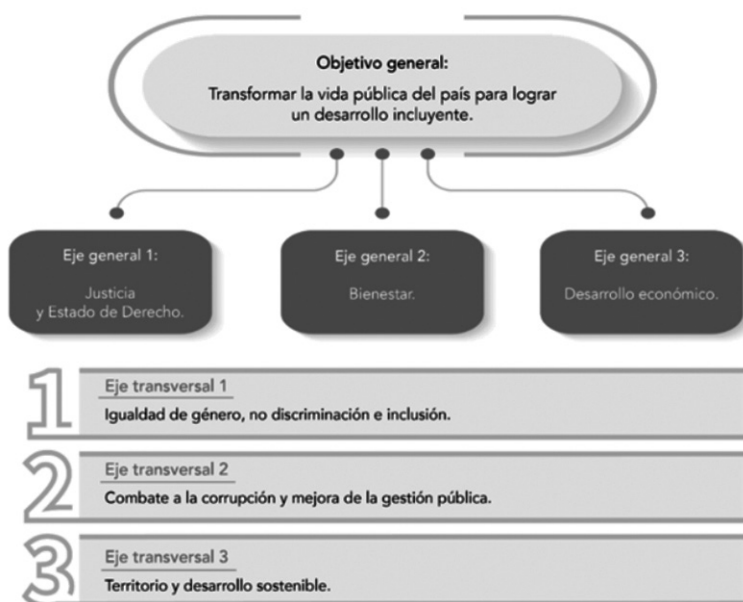 Objetivo general:
Transformar la vida pública del país para lograr
un desarrollo incluyente.
Eje general 1:
Justicia
y Estado de Derecho.
Eje general 2:
Bienestar.
Eje general 3:
Desarrollo económico.
1
Eje transversal 1
Igualdad de género, no discriminación e inclusión.
2
Eje transversal 2
Combate a la corrupción y mejora de la gestión pública.
3
Eje transversal 3
Territorio y desarrollo sostenible.